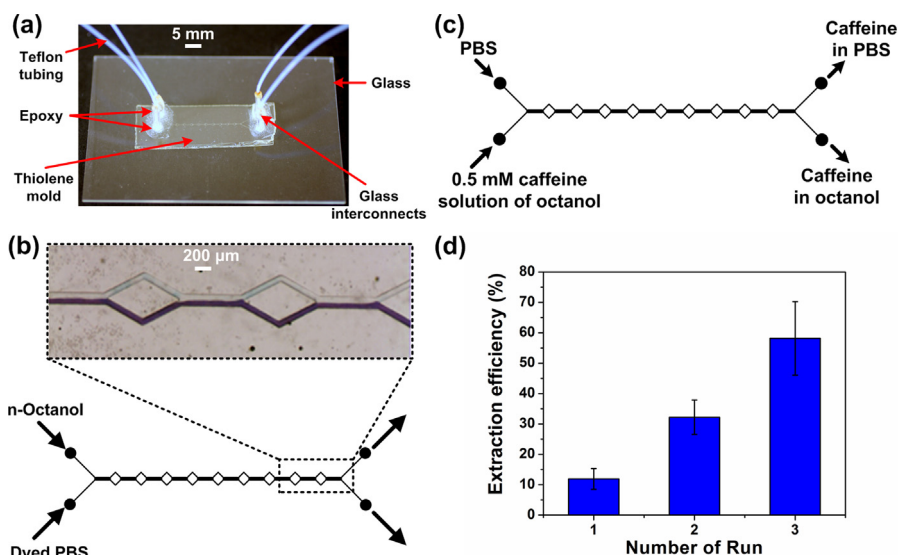 (a)
5 mm
Teflon
tubing
Glass
Epoxy
Thiolene
mold
Glass
interconnects
(b)
200 µm
n-Octanol
Dyed PBS
(c)
PBS
Caffeine
in PBS
0.5 mM caffeine
solution of octanol
Caffeine
in octanol
(d)
Extraction efficiency (%)
80
70
60
50
40
30
20
10
0
1 2 3
Number of Run